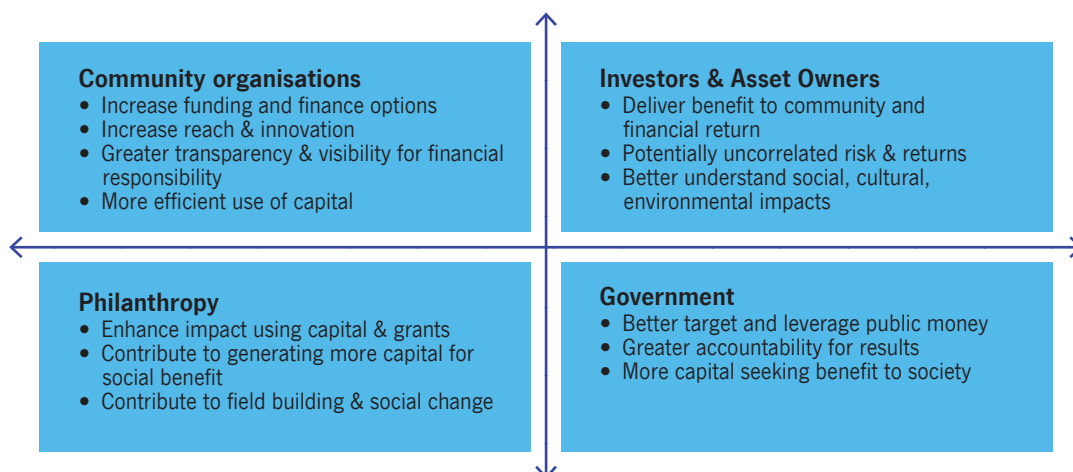 Community organisations
• Increase funding and finance options
• Increase reach & innovation
• Greater transparency & visibility for financial
responsibility
• More efficient use of capital
Investors & Asset Owners
• Deliver benefit to community and
financial return
• Potentially uncorrelated risk & returns
• Better understand social, cultural,
environmental impacts
Philanthropy
• Enhance impact using capital & grants
• Contribute to generating more capital for
social benefit
• Contribute to field building & social change
Government
• Better target and leverage public money
• Greater accountability for results
• More capital seeking benefit to society